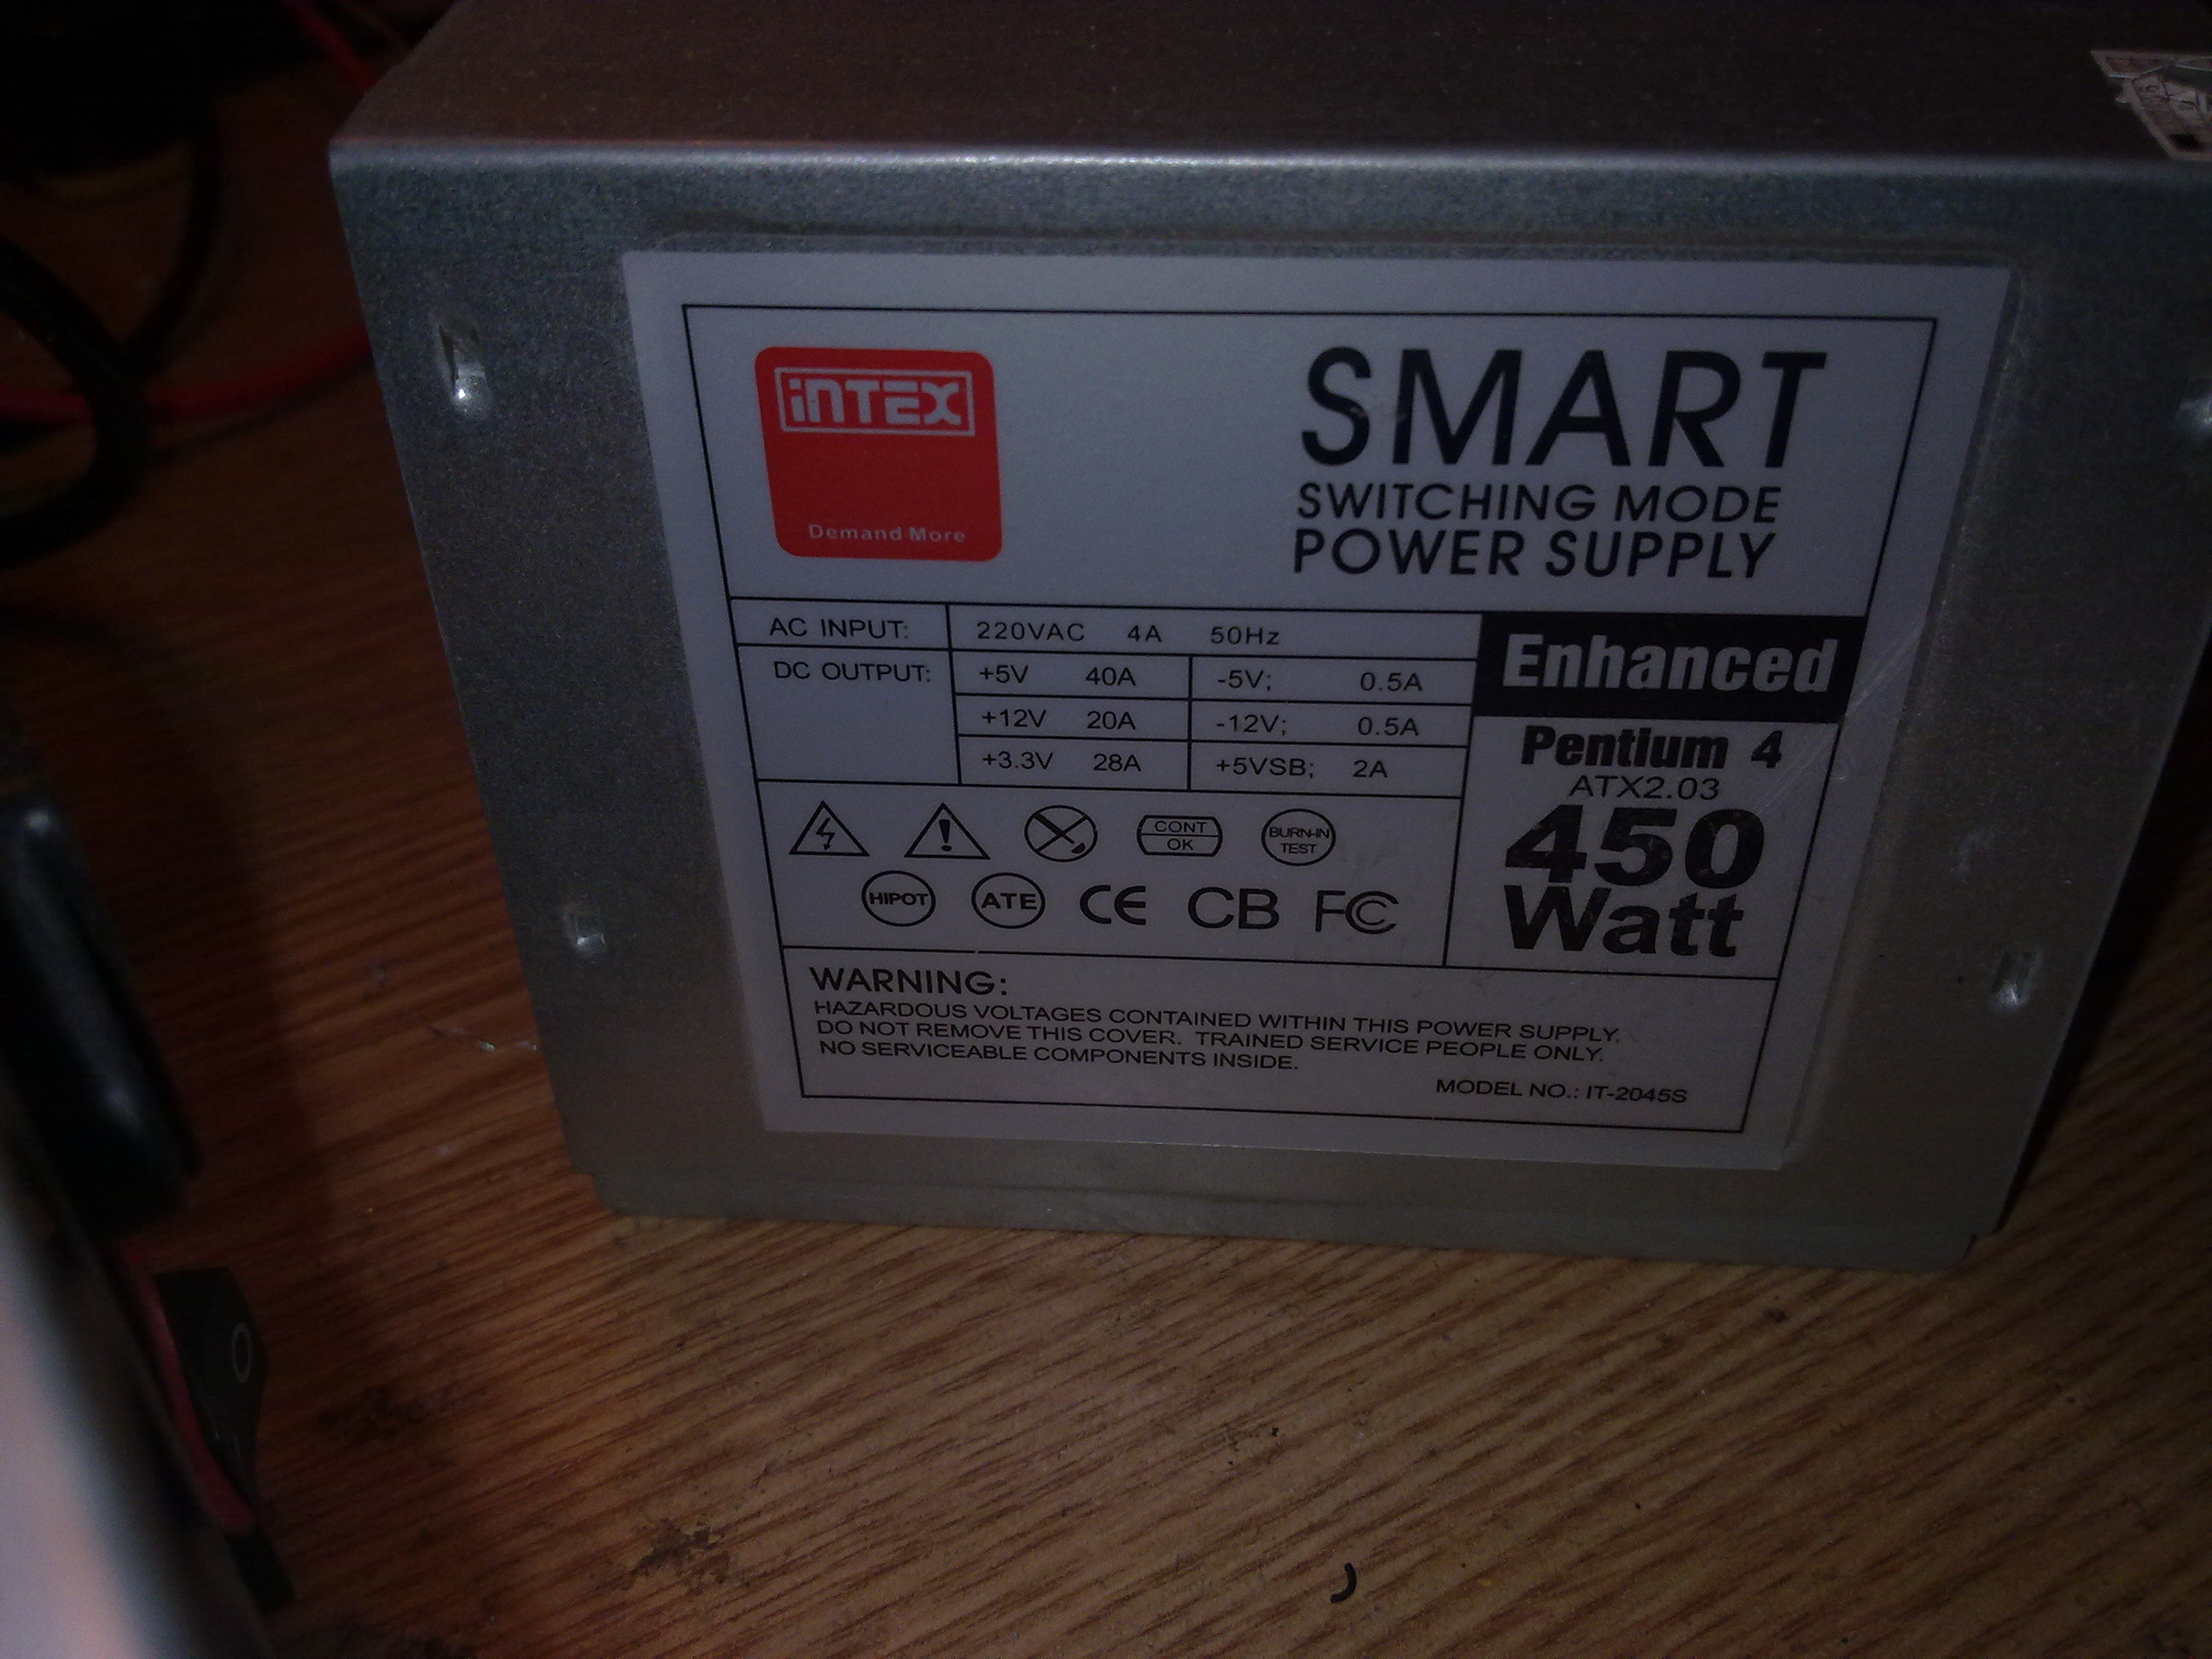 iNTEX
Demand More
SMART
SWITCHING MODE
POWER SUPPLY
AC INPUT: 220VAC 4A 50Hz
DC OUTPUT: +5V 40A -5V; 0.5A
+12V 20A -12V; 0.5A
+3.3V 28A +5VSB; 2A
Enhanced
Pentium 4
ATX2.03
450
Watt
CONT
OK
BURN-IN
TEST
HIPOT ATE CE CB FC
WARNING:
HAZARDOUS VOLTAGES CONTAINED WITHIN THIS POWER SUPPLY.
DO NOT REMOVE THIS COVER. TRAINED SERVICE PEOPLE ONLY.
NO SERVICEABLE COMPONENTS INSIDE.
MODEL NO.: IT-2045S